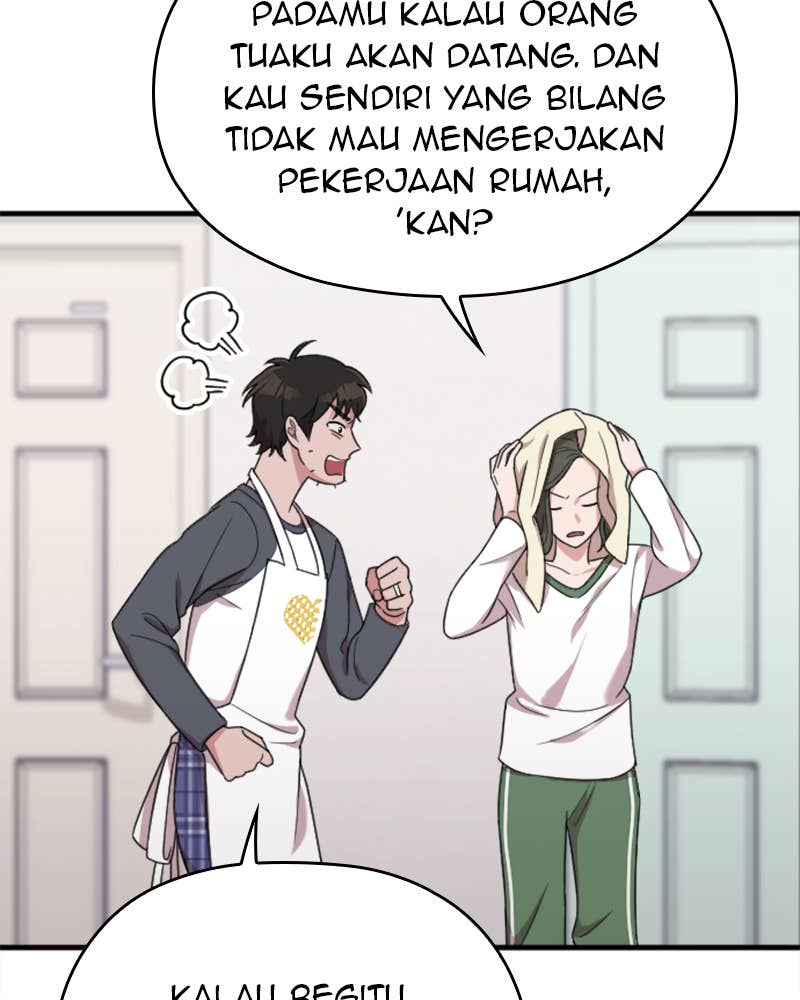 PADAMU KALAU ORANG
TUAKU AKAN DATANG. DAN
KAU SENDIRI YANG BILANG
TIDAK MAU MENGERJAKAN
PEKERJAAN RUMAH,
'KAN?
KALAU BEGITU